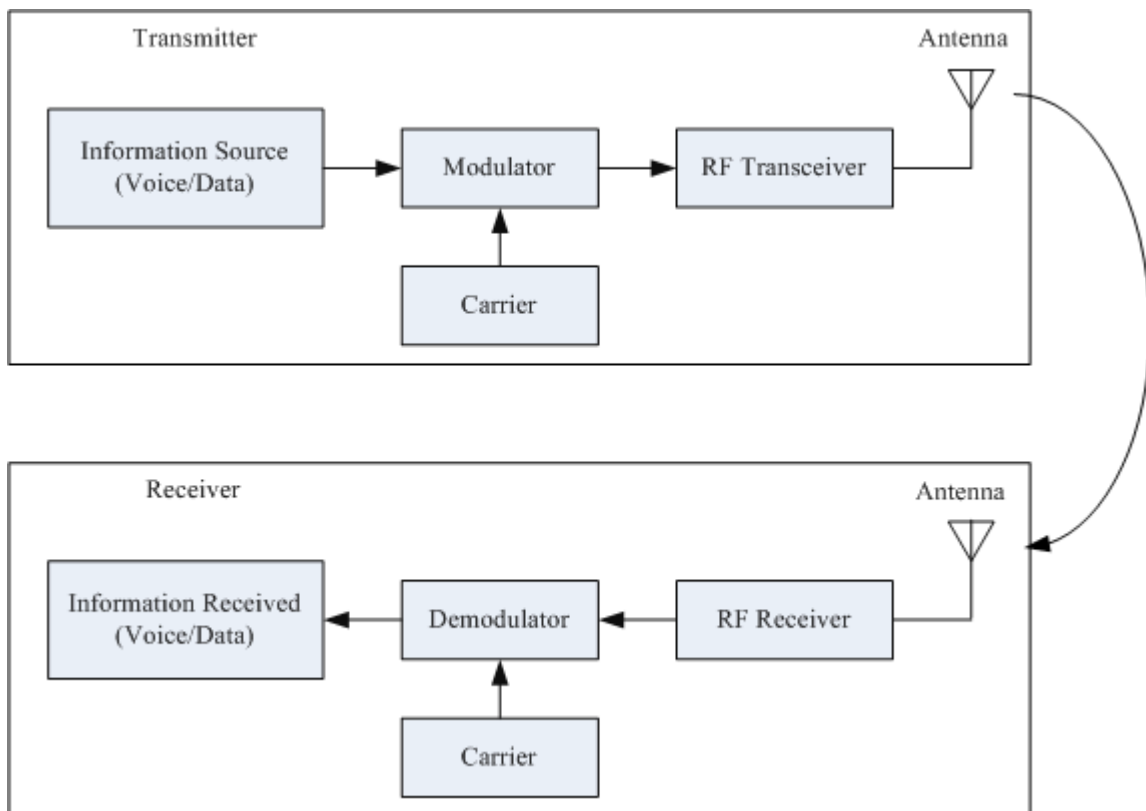 Transmitter
Antenna
Information Source
(Voice/Data)
Modulator
RF Transceiver
Carrier
Receiver
Antenna
Information Received
(Voice/Data)
Demodulator
RF Receiver
Carrier